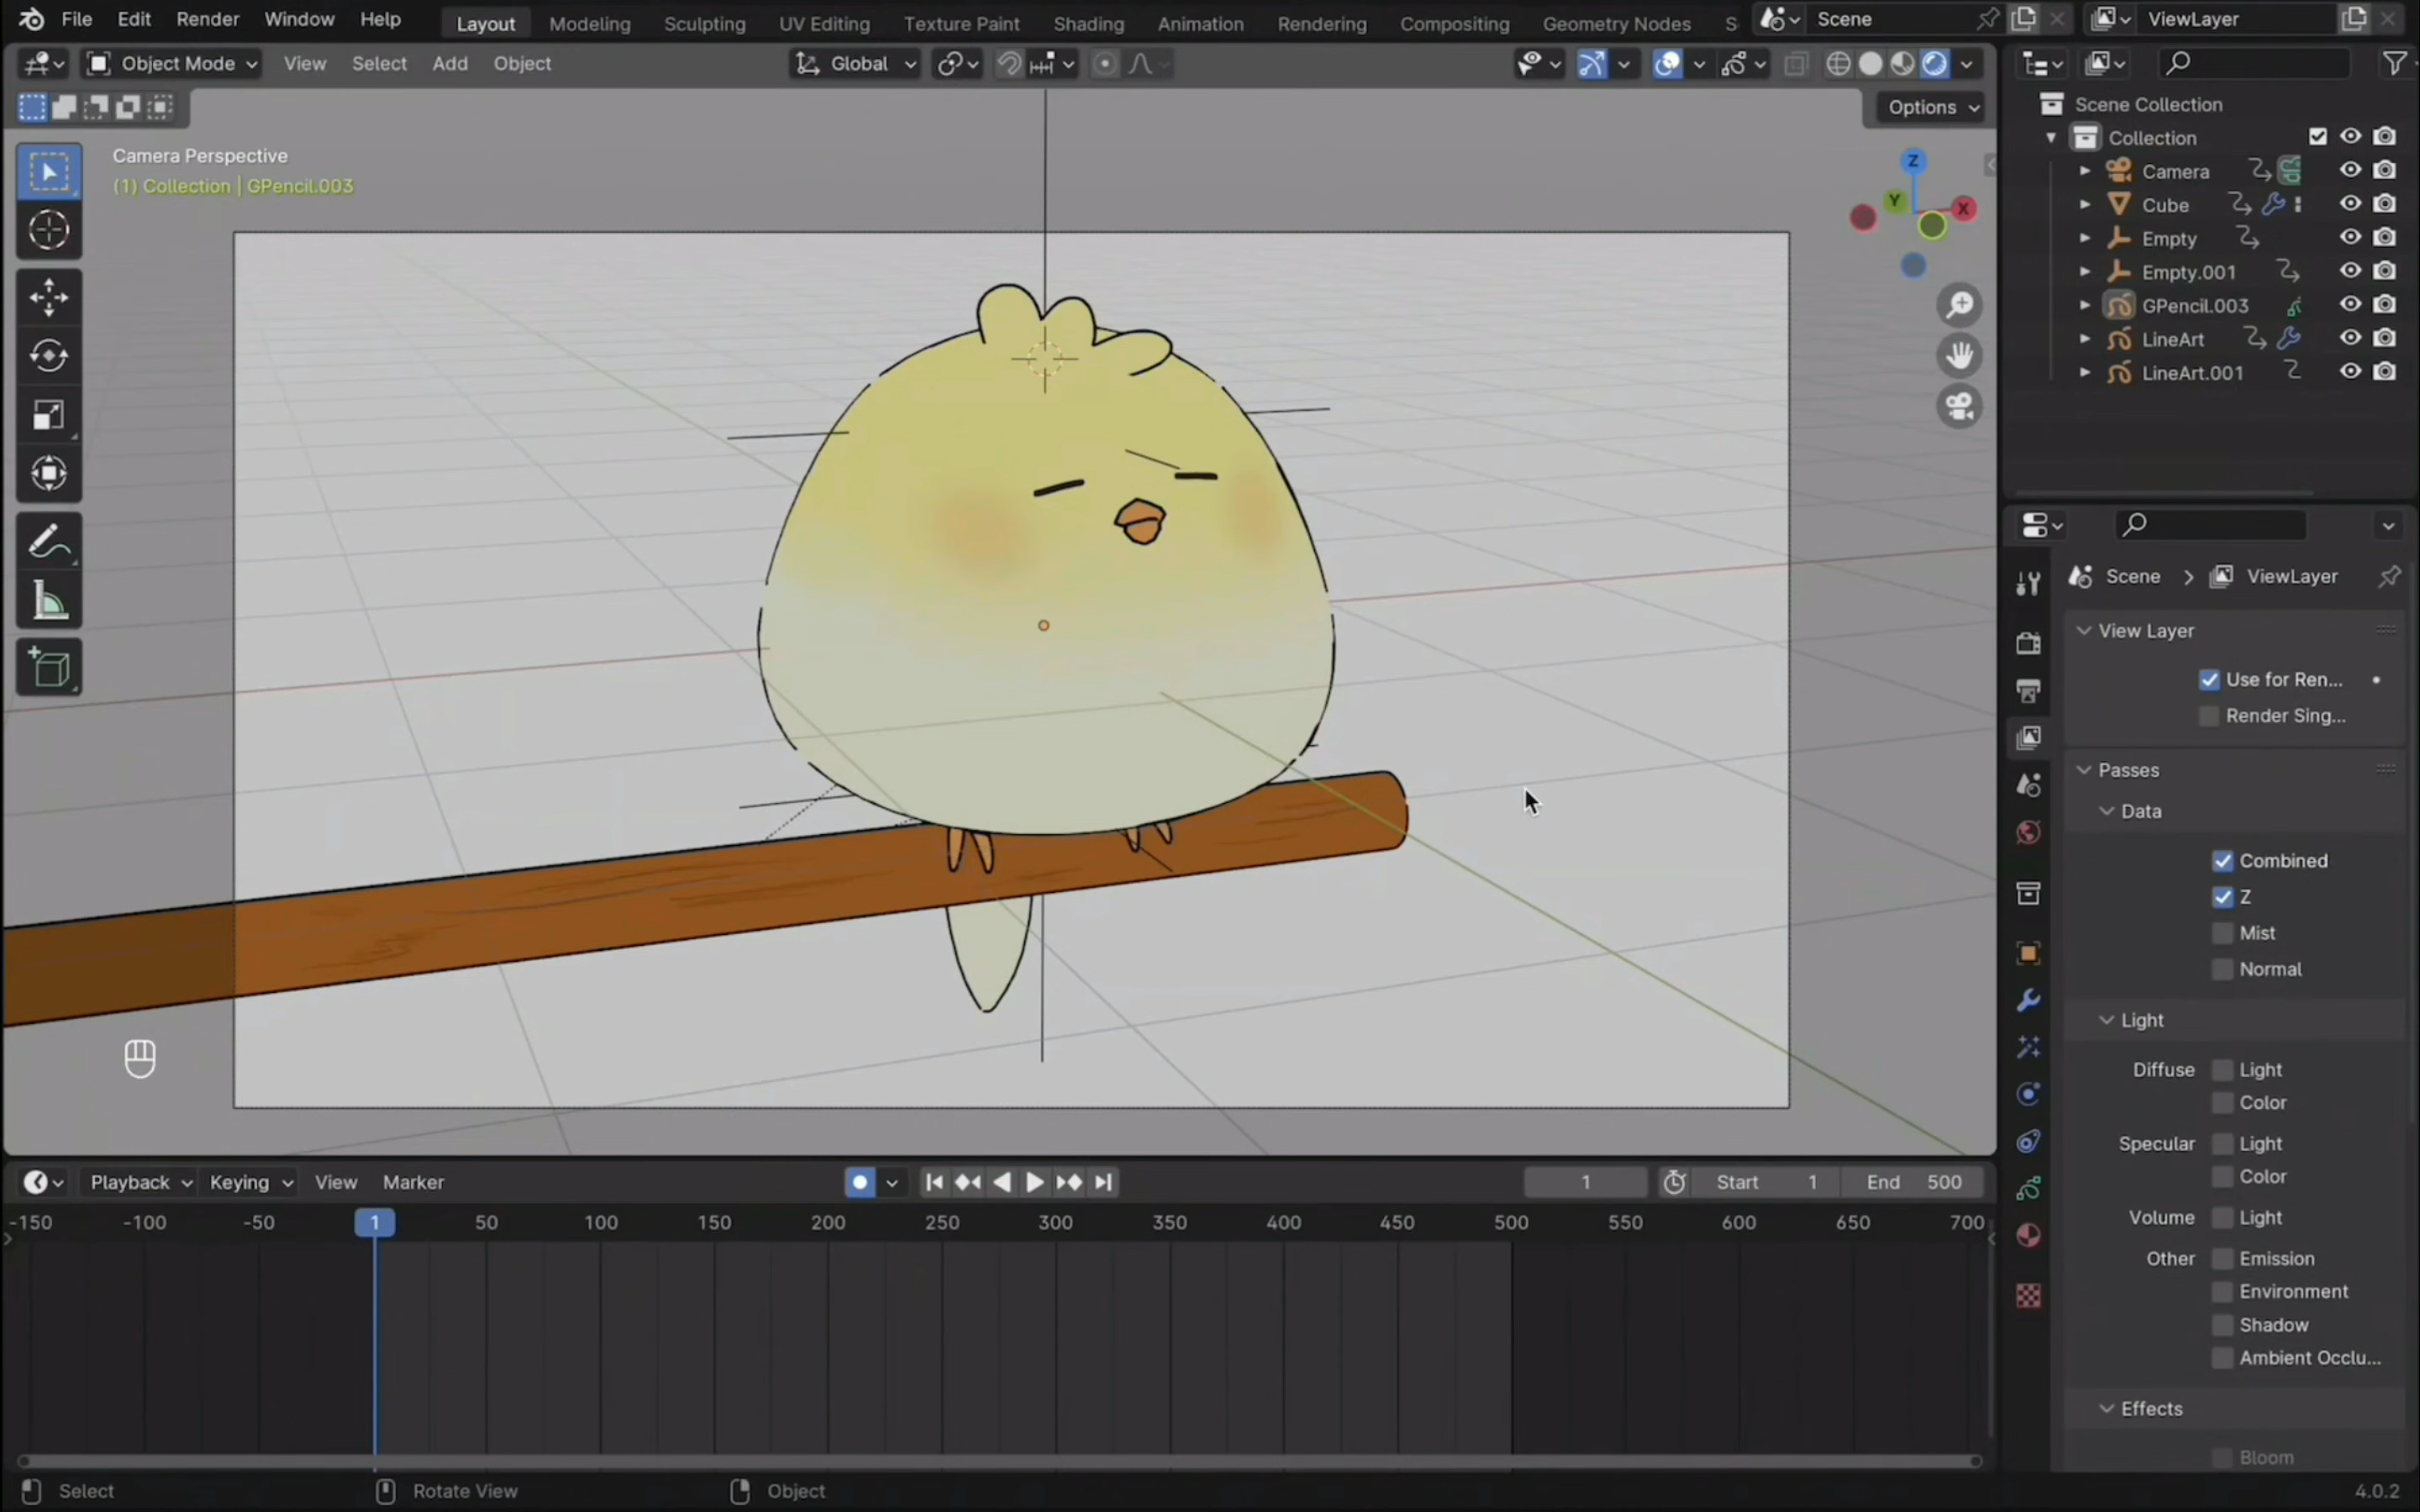 File Edit Render Window Help Layout Modeling Sculpting UV Editing Texture Paint Shading Animation Rendering Compositing Geometry Nodes S Scene ViewLayer
Object Mode View Select Add Object Global
Options
Camera Perspective
(1) Collection | GPencil.003
Z
Y
X
Scene Collection
Collection
Camera
Cube
Empty
Empty.001
GPencil.003
LineArt
LineArt.001
Scene > ViewLayer
View Layer
Use for Ren...
Render Sing...
Passes
Data
Combined
Z
Mist
Normal
Light
Diffuse Light
Color
Specular Light
Color
Volume Light
Other Emission
Environment
Shadow
Ambient Occlu...
Effects
Bloom
Playback Keying View Marker 1 Start 1 End 500
-150 -100 -50 1 50 100 150 200 250 300 350 400 450 500 550 600 650 700
Select Rotate View Object 4.0.2